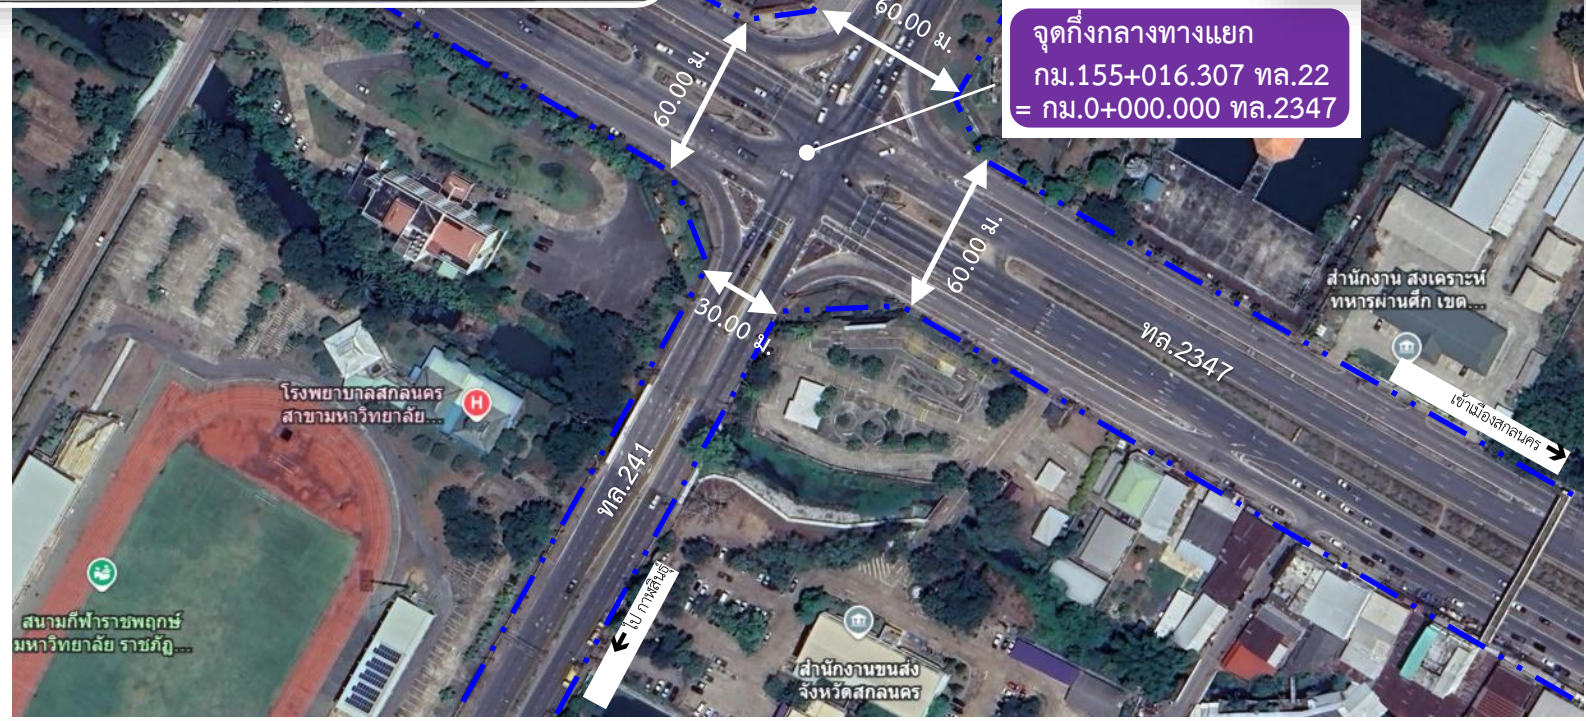 60.00 ม.
จุดกึ่งกลางทางแยก
กม.155+016.307 ทล.22
= กม.0+000.000 ทล.2347
60.00 ม.
60.00 ม.
30.00 ม.
สำนักงาน สงเคราะห์
ทหารผ่านศึก เขต...
ทล.2347
เข้าเมืองสกลนคร
โรงพยาบาลสกลนคร
สาขามหาวิทยาลัย...
H
ทล.241
ไป กาฬสินธุ์
สนามกีฬาราชพฤกษ์
มหาวิทยาลัย ราชภัฏ...
สำนักงานขนส่ง
จังหวัดสกลนคร